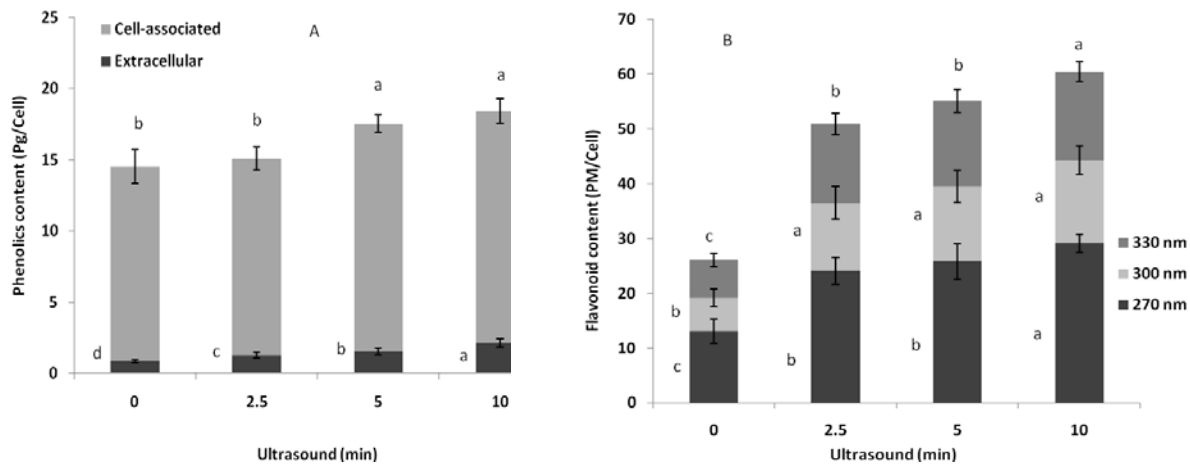 25
20
15
10
5
0
Phenolics content (Pg/Cell)
Cell-associated
Extracellular
A
b
b
a
a
d
c
b
a
0 2.5 5 10
Ultrasound (min)
70
60
50
40
30
20
10
0
Flavonoid content (PM/Cell)
B
c
b
b
a
b
a
a
a
c
b
b
a
330 nm
300 nm
270 nm
0 2.5 5 10
Ultrasound (min)